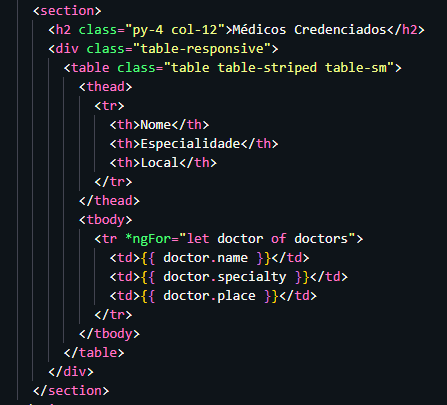 <section>
<h2 class="py-4 col-12">Médicos Credenciados</h2>
<div class="table-responsive">
<table class="table table-striped table-sm">
<thead>
<tr>
<th>Nome</th>
<th>Especialidade</th>
<th>Local</th>
</tr>
</thead>
<tbody>
<tr *ngFor="let doctor of doctors">
<td>{{ doctor.name }}</td>
<td>{{ doctor.specialty }}</td>
<td>{{ doctor.place }}</td>
</tr>
</tbody>
</table>
</div>
</section>